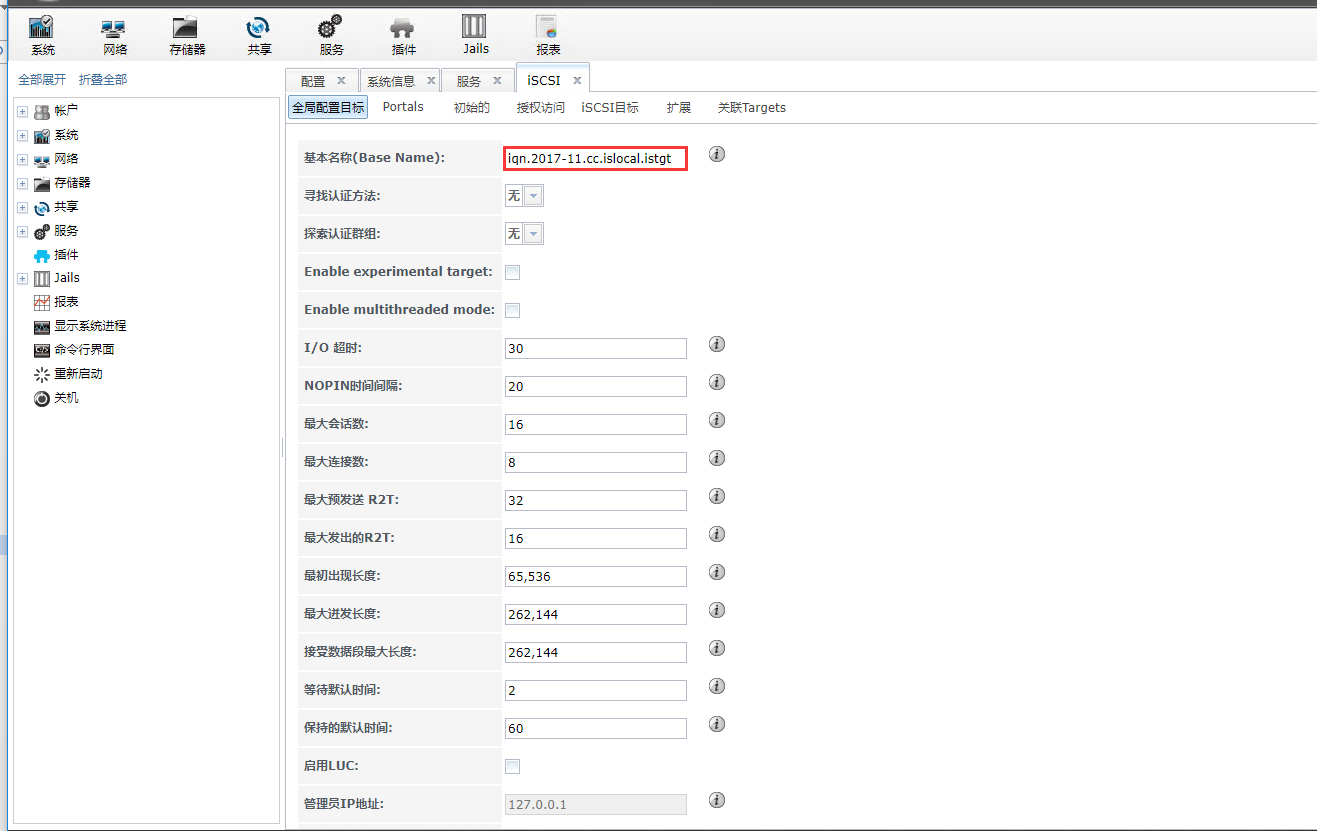 系统 网络 存储器 共享 服务 插件 Jails 报表
全部展开 折叠全部
帐户
系统
网络
存储器
共享
服务
插件
Jails
报表
显示系统进程
命令行界面
重新启动
关机
配置 x 系统信息 x 服务 x iSCSI x
全局配置目标 Portals 初始的 授权访问 iSCSI目标 扩展 关联Targets
基本名称(Base Name): iqn.2017-11.cc.islocal.istgt
寻找认证方法: 无
探索认证群组: 无
Enable experimental target:
Enable multithreaded mode:
I/O 超时: 30
NOPIN时间间隔: 20
最大会话数: 16
最大连接数: 8
最大预发送 R2T: 32
最大发出的R2T: 16
最初出现长度: 65,536
最大迸发长度: 262,144
接受数据段最大长度: 262,144
等待默认时间: 2
保持的默认时间: 60
启用LUC:
管理员IP地址: 127.0.0.1